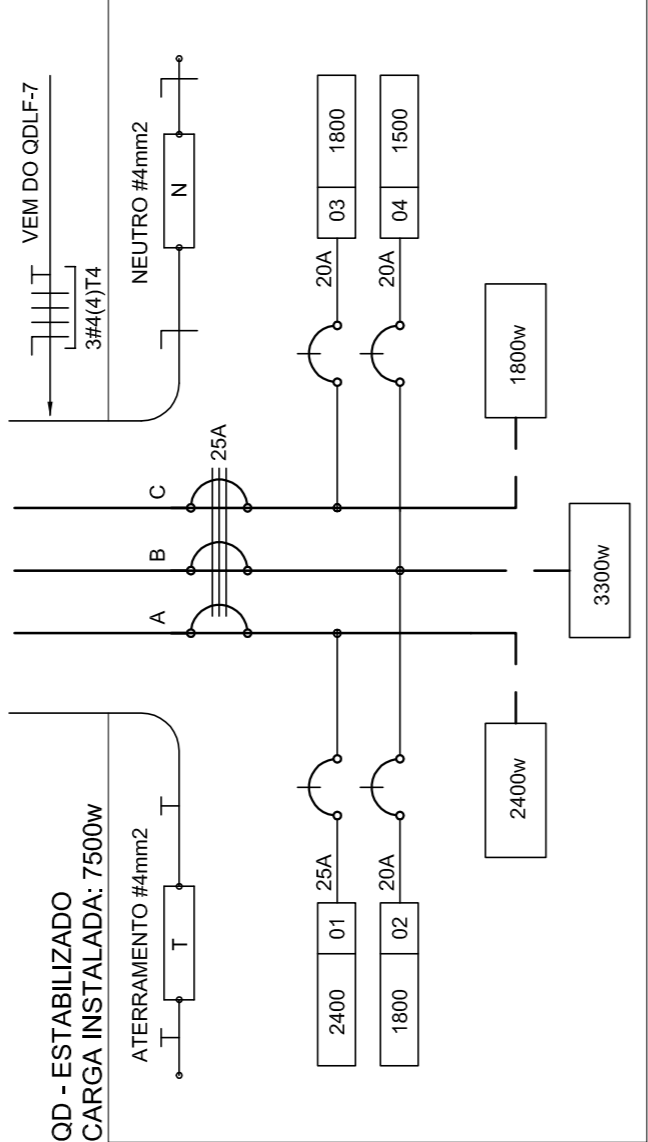 QD - ESTABILIZADO
CARGA INSTALADA: 7500w
VEM DO QDLF-7
3#4(4)T4
ATERRAMENTO #4mm2
T
NEUTRO #4mm2
N
A
B
C
25A
2400
01
25A
20A
03
1800
1800
02
20A
20A
04
1500
2400w
3300w
1800w